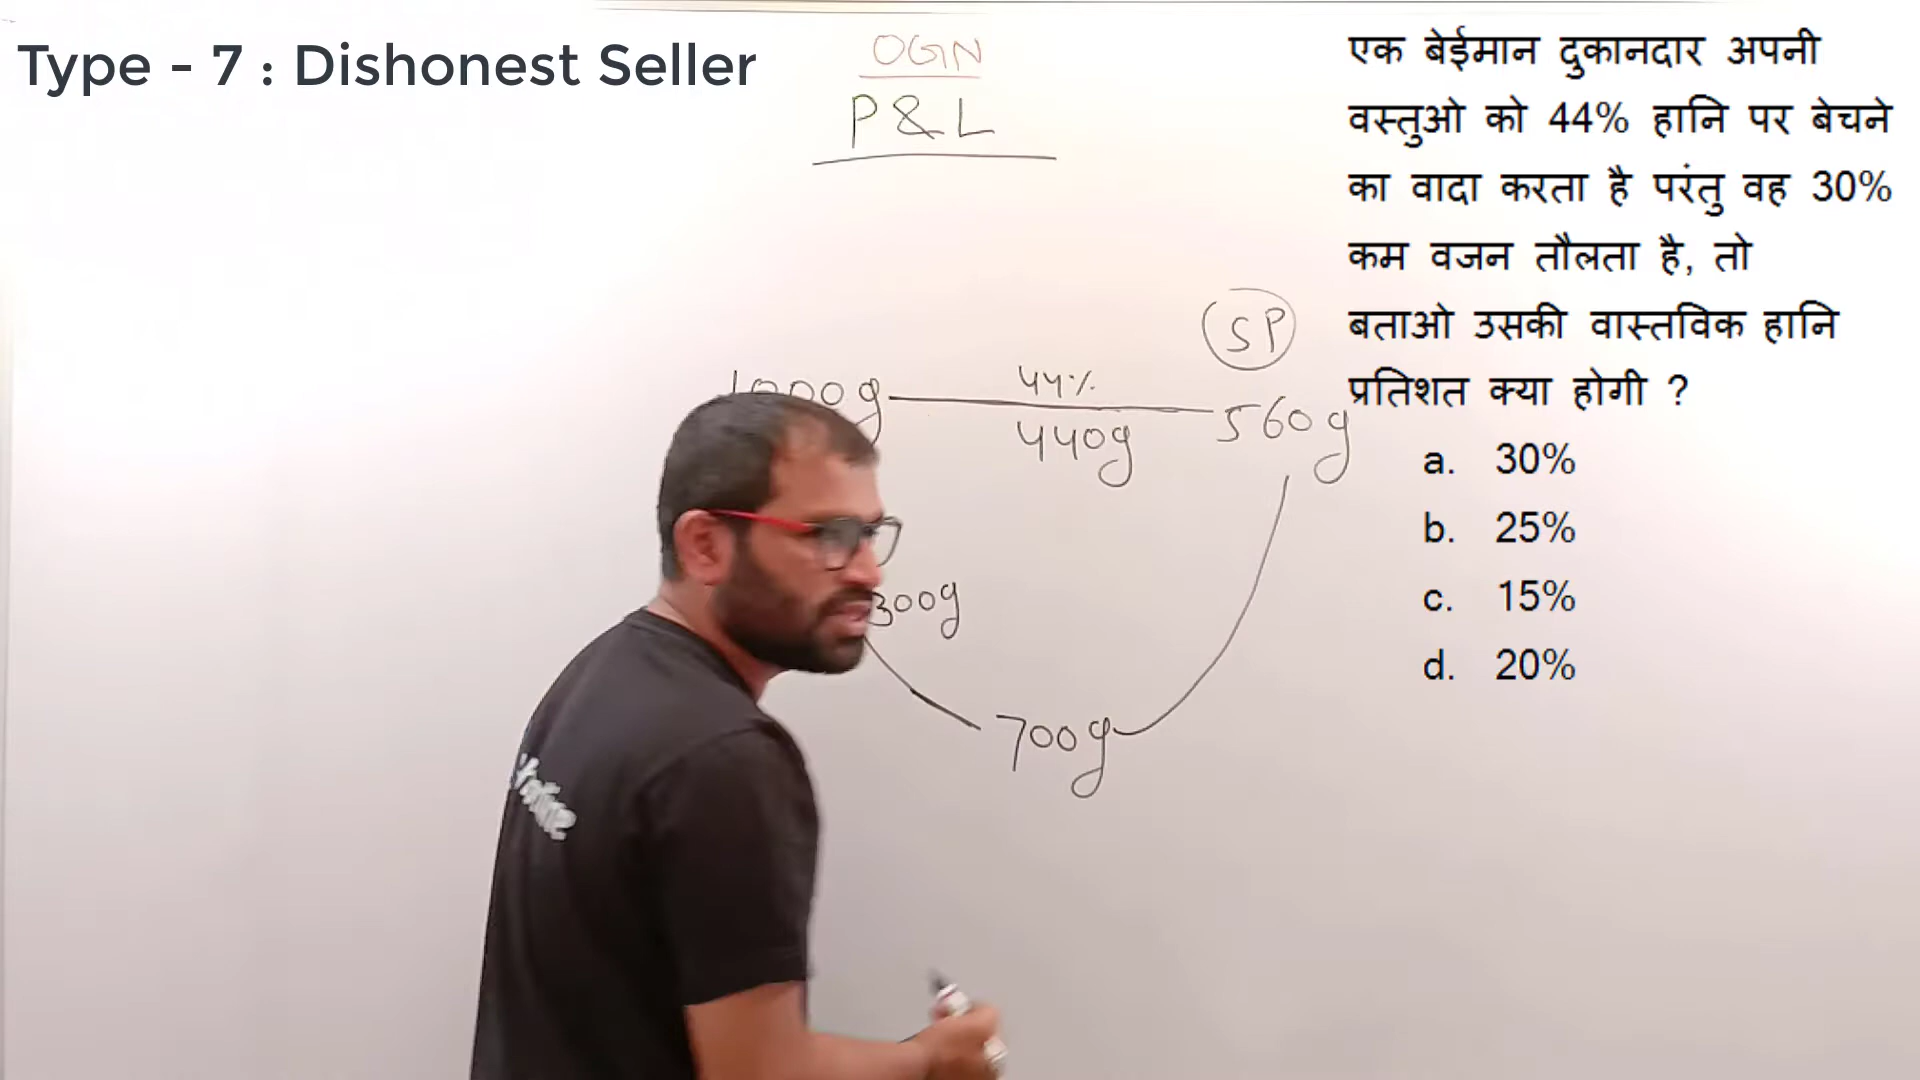 Type - 7 : Dishonest Seller
OGN
P & L
एक बेईमान दुकानदार अपनी
वस्तुओ को 44% हानि पर बेचने
का वादा करता है परंतु वह 30%
कम वजन तौलता है, तो
बताओ उसकी वास्तविक हानि
प्रतिशत क्या होगी ?
a. 30%
b. 25%
c. 15%
d. 20%
SP
1000g 44% 560g
440g
300g
700g